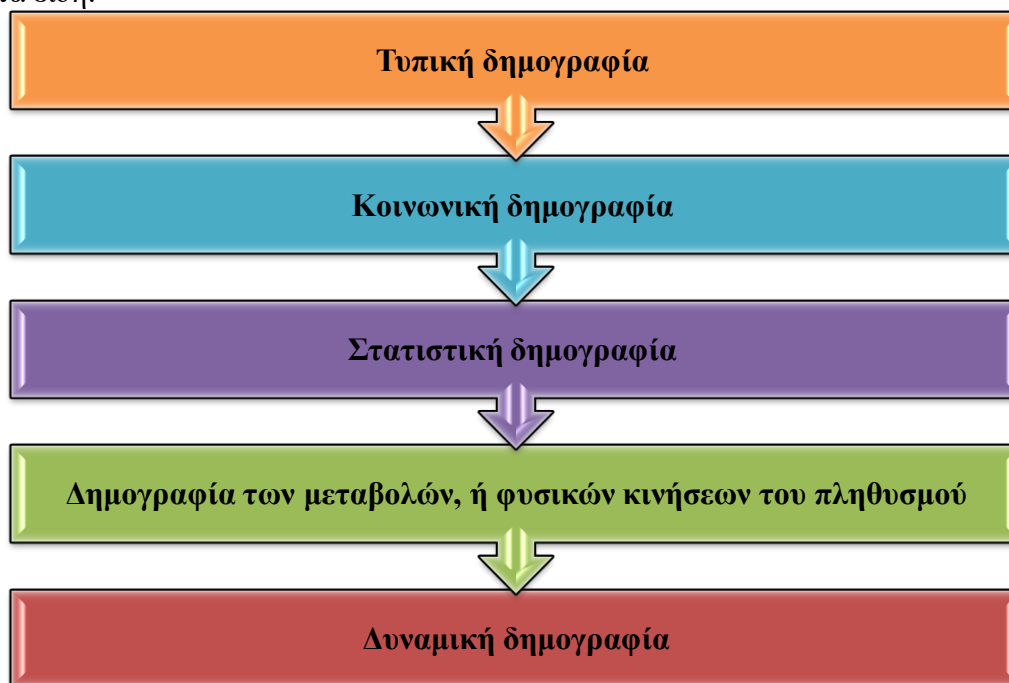 Τυπική δημογραφία
Κοινωνική δημογραφία
Στατιστική δημογραφία
Δημογραφία των μεταβολών, ή φυσικών κινήσεων του πληθυσμού
Δυναμική δημογραφία